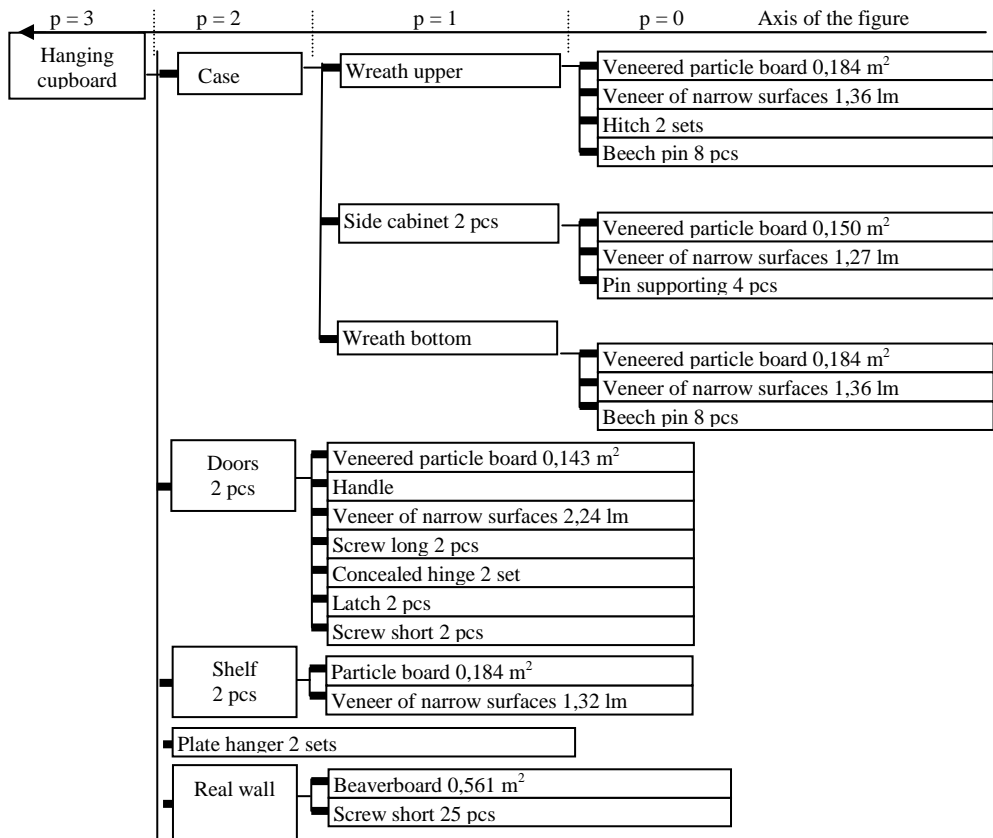 p = 3 p = 2 p = 1 p = 0 Axis of the figure
Hanging
cupboard
Case
Wreath upper
Veneered particle board 0,184 m²
Veneer of narrow surfaces 1,36 lm
Hitch 2 sets
Beech pin 8 pcs
Side cabinet 2 pcs
Veneered particle board 0,150 m²
Veneer of narrow surfaces 1,27 lm
Pin supporting 4 pcs
Wreath bottom
Veneered particle board 0,184 m²
Veneer of narrow surfaces 1,36 lm
Beech pin 8 pcs
Doors
2 pcs
Veneered particle board 0,143 m²
Handle
Veneer of narrow surfaces 2,24 lm
Screw long 2 pcs
Concealed hinge 2 set
Latch 2 pcs
Screw short 2 pcs
Shelf
2 pcs
Particle board 0,184 m²
Veneer of narrow surfaces 1,32 lm
Plate hanger 2 sets
Real wall
Beaverboard 0,561 m²
Screw short 25 pcs